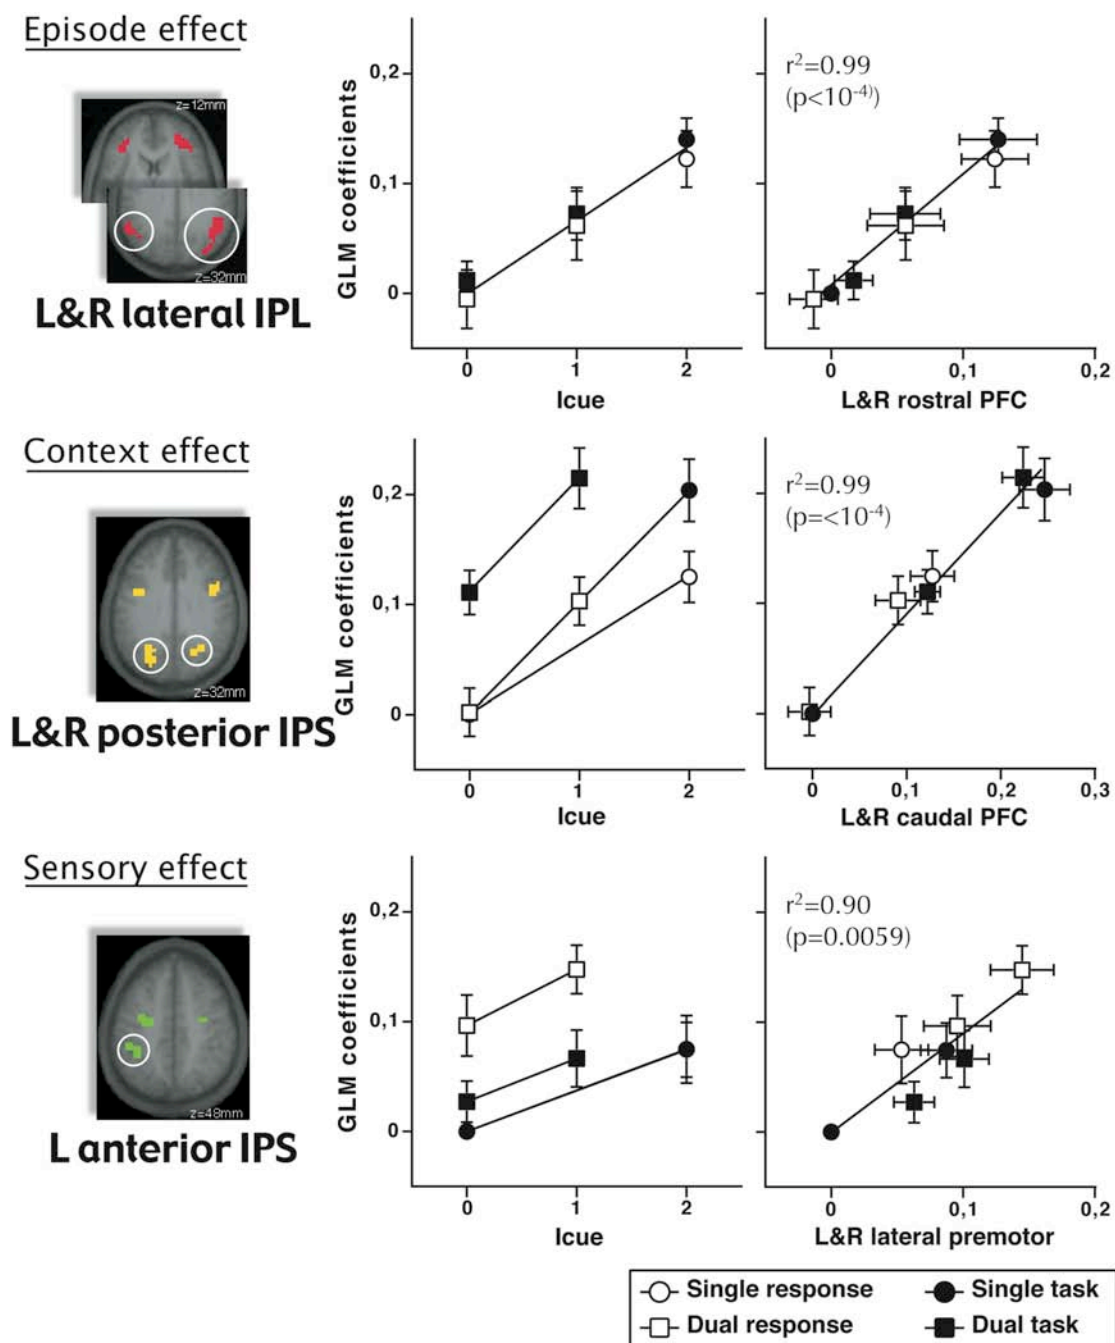 Episode effect
z=12mm
z=32mm
L&R lateral IPL
GLM coefficients
0,2
0,1
0
0 1 2
Icue
r²=0.99
(p<10⁻⁴)
0 0,1 0,2
L&R rostral PFC
Context effect
z=32mm
L&R posterior IPS
GLM coefficients
0,2
0,1
0
0 1 2
Icue
r²=0.99
(p=<10⁻⁴)
0 0,1 0,2 0,3
L&R caudal PFC
Sensory effect
z=48mm
L anterior IPS
GLM coefficients
0,2
0,1
0
0 1 2
Icue
r²=0.90
(p=0.0059)
0 0,1 0,2
L&R lateral premotor
Single response Single task
Dual response Dual task